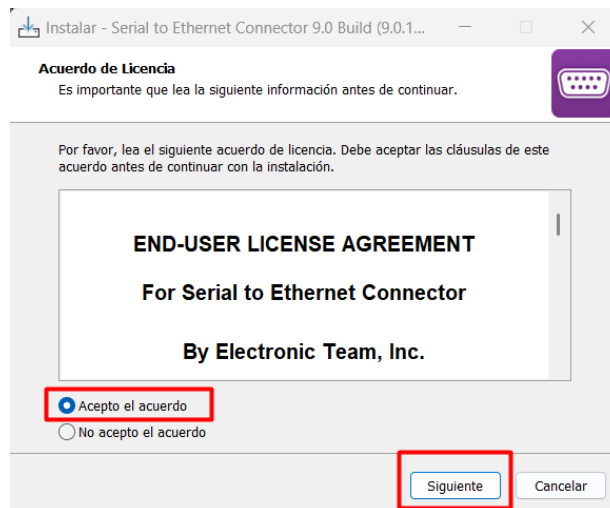 Instalar - Serial to Ethernet Connector 9.0 Build (9.0.1...
Acuerdo de Licencia
Es importante que lea la siguiente información antes de continuar.
Por favor, lea el siguiente acuerdo de licencia. Debe aceptar las cláusulas de este
acuerdo antes de continuar con la instalación.
END-USER LICENSE AGREEMENT
For Serial to Ethernet Connector
By Electronic Team, Inc.
Acepto el acuerdo
No acepto el acuerdo
Siguiente
Cancelar